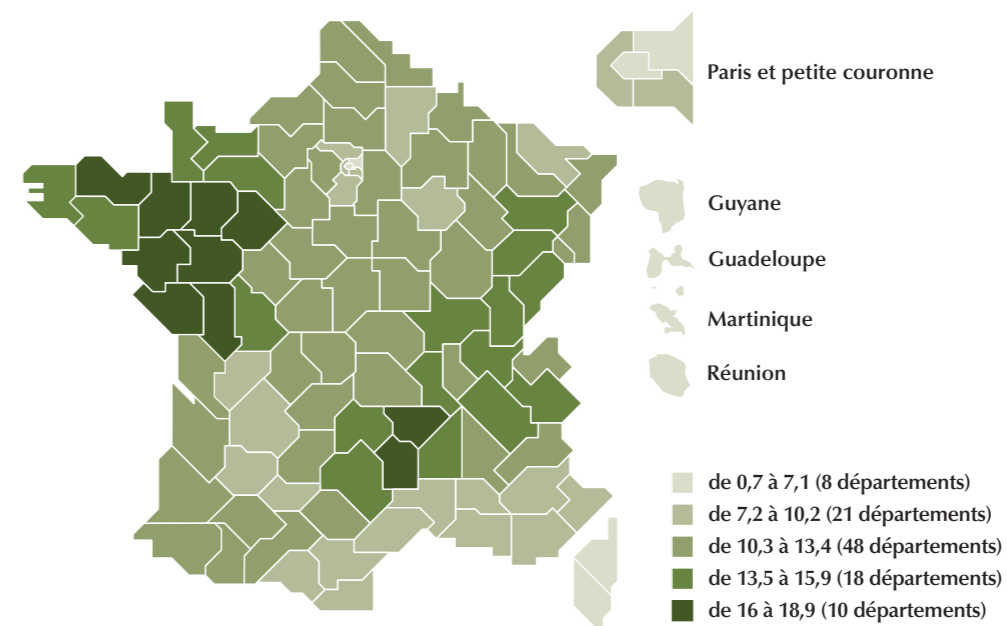 Paris et petite couronne
Guyane
Guadeloupe
Martinique
Réunion
de 0,7 à 7,1 (8 départements)
de 7,2 à 10,2 (21 départements)
de 10,3 à 13,4 (48 départements)
de 13,5 à 15,9 (18 départements)
de 16 à 18,9 (10 départements)